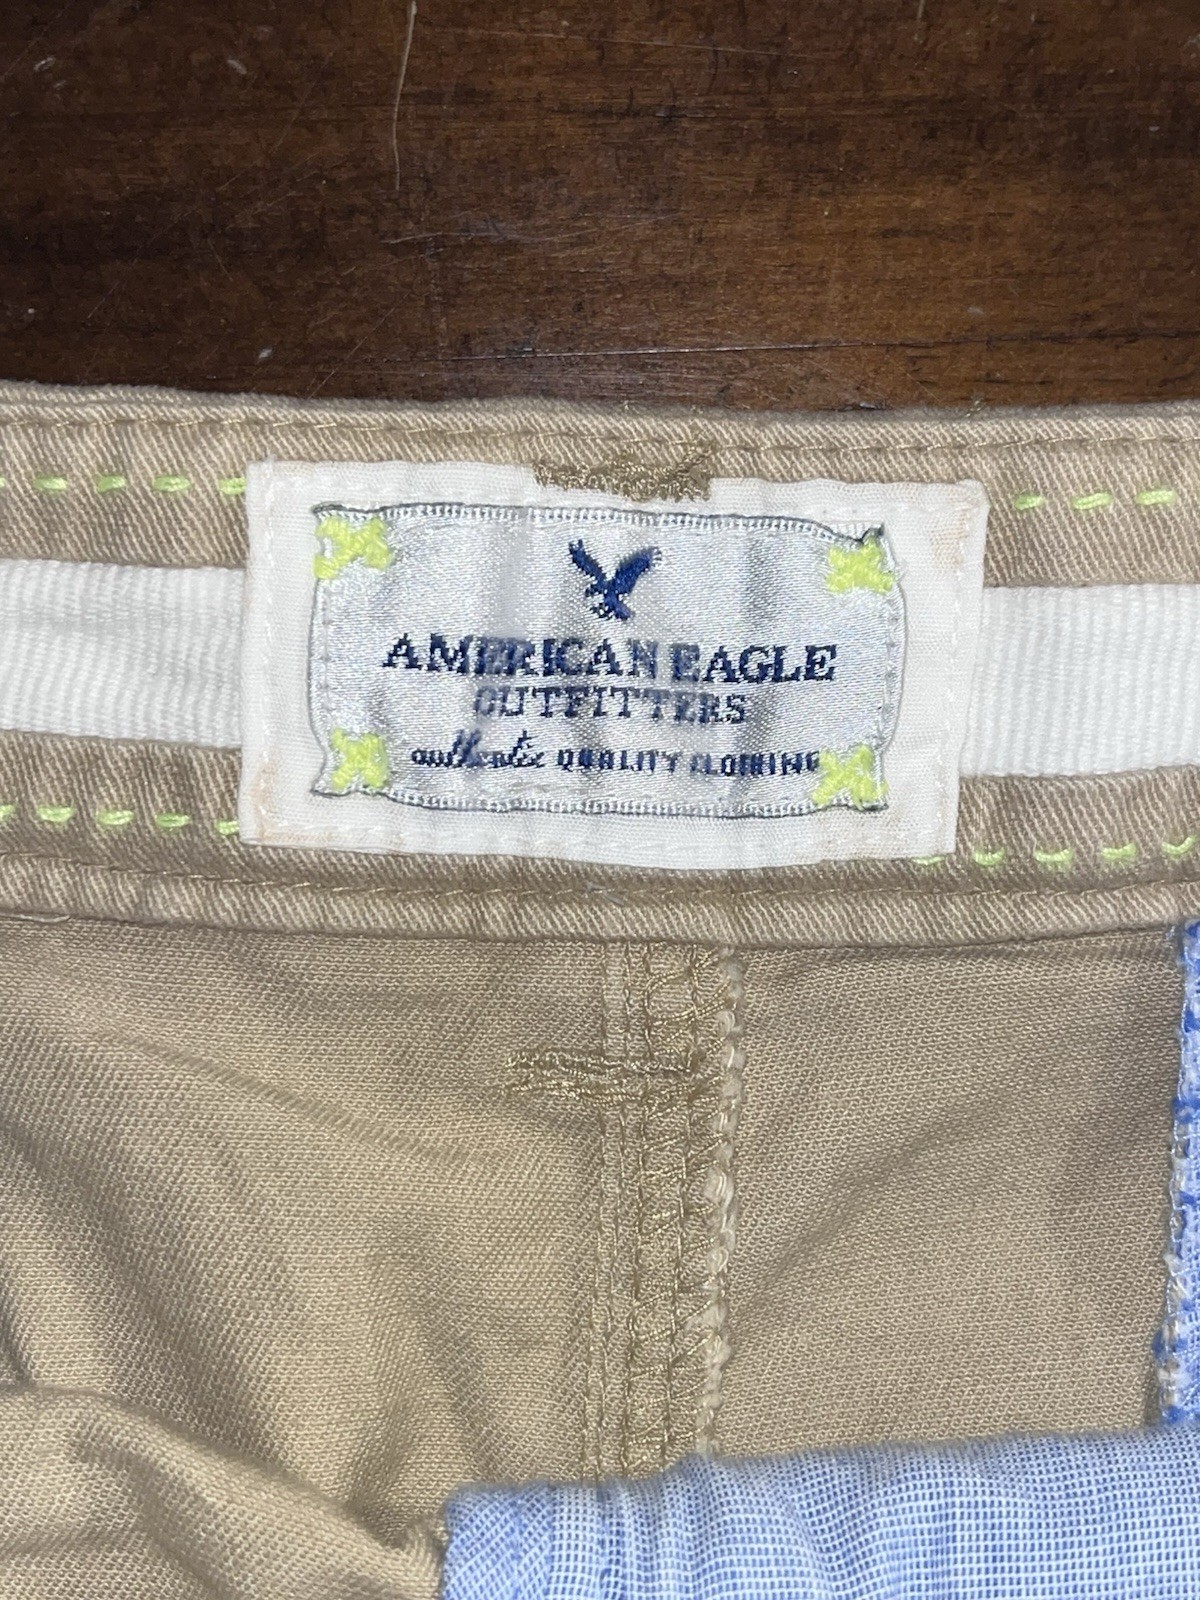 AMERICAN EAGLE
OUTFITTERS
authentic QUALITY CLOTHING